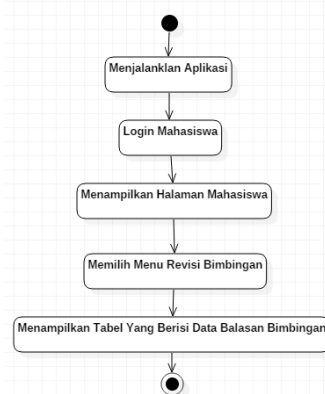 Menjalanklan Aplikasi
Login Mahasiswa
Menampilkan Halaman Mahasiswa
Memilih Menu Revisi Bimbingan
Menampilkan Tabel Yang Berisi Data Balasan Bimbingan